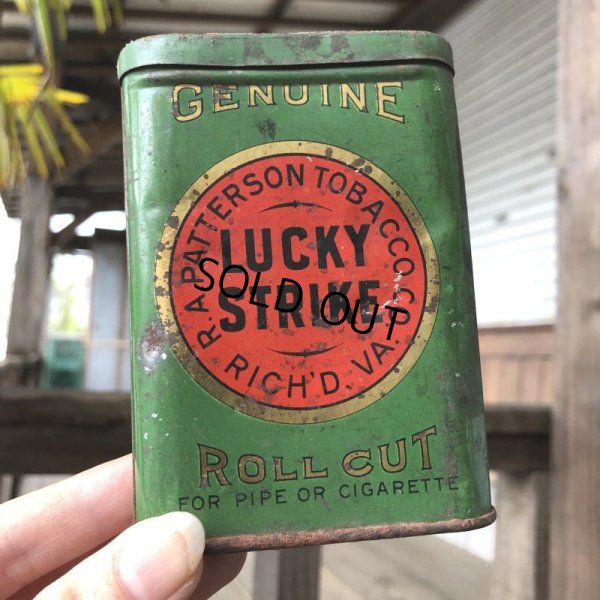 GENUINE
R.A. PATTERSON TOBACCO CO.
LUCKY
STRIKE
RICH'D. VA.
SOLD OUT
ROLL CUT
FOR PIPE OR CIGARETTE